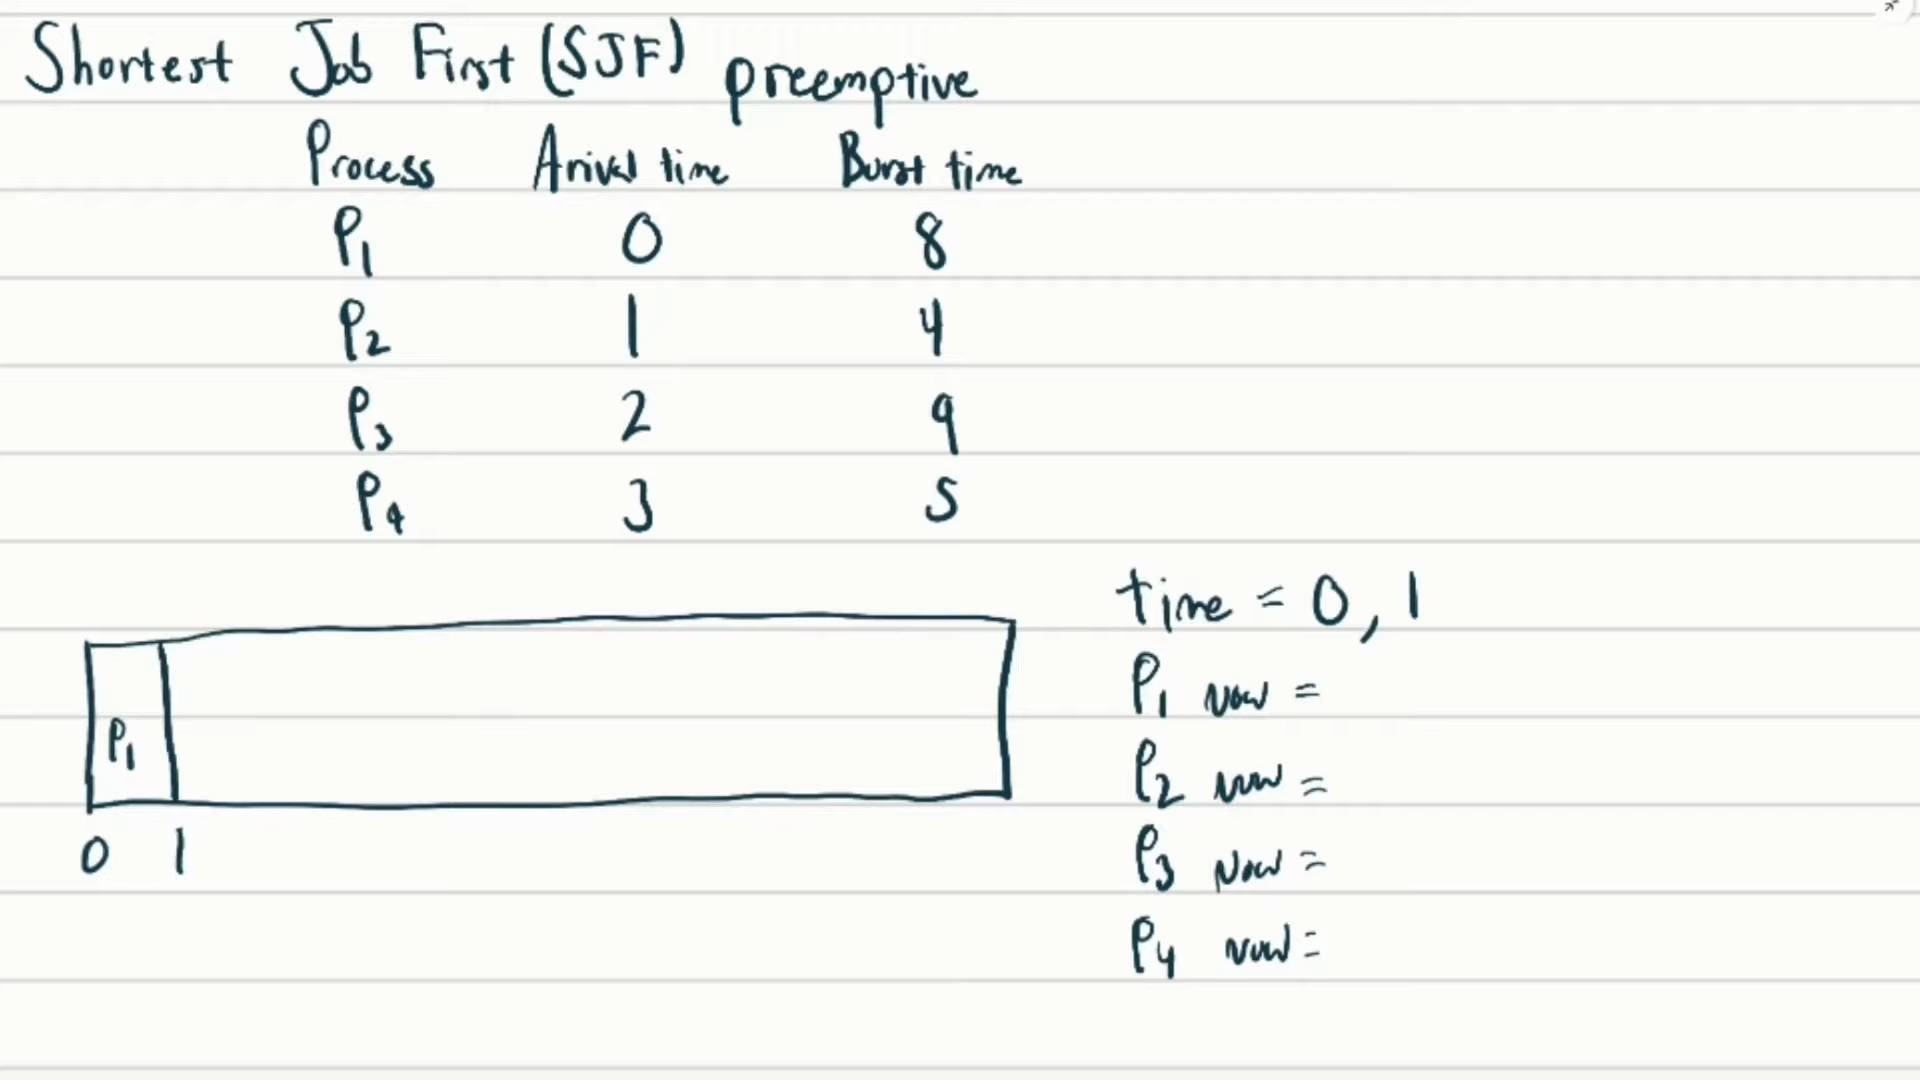 Shortest Job First (SJF) preemptive
Process Arival time Burst time
P1 0 8
P2 1 4
P3 2 9
P4 3 5
time = 0, 1
P1 now =
P2 now =
P3 now =
P4 now =
P1
0 1